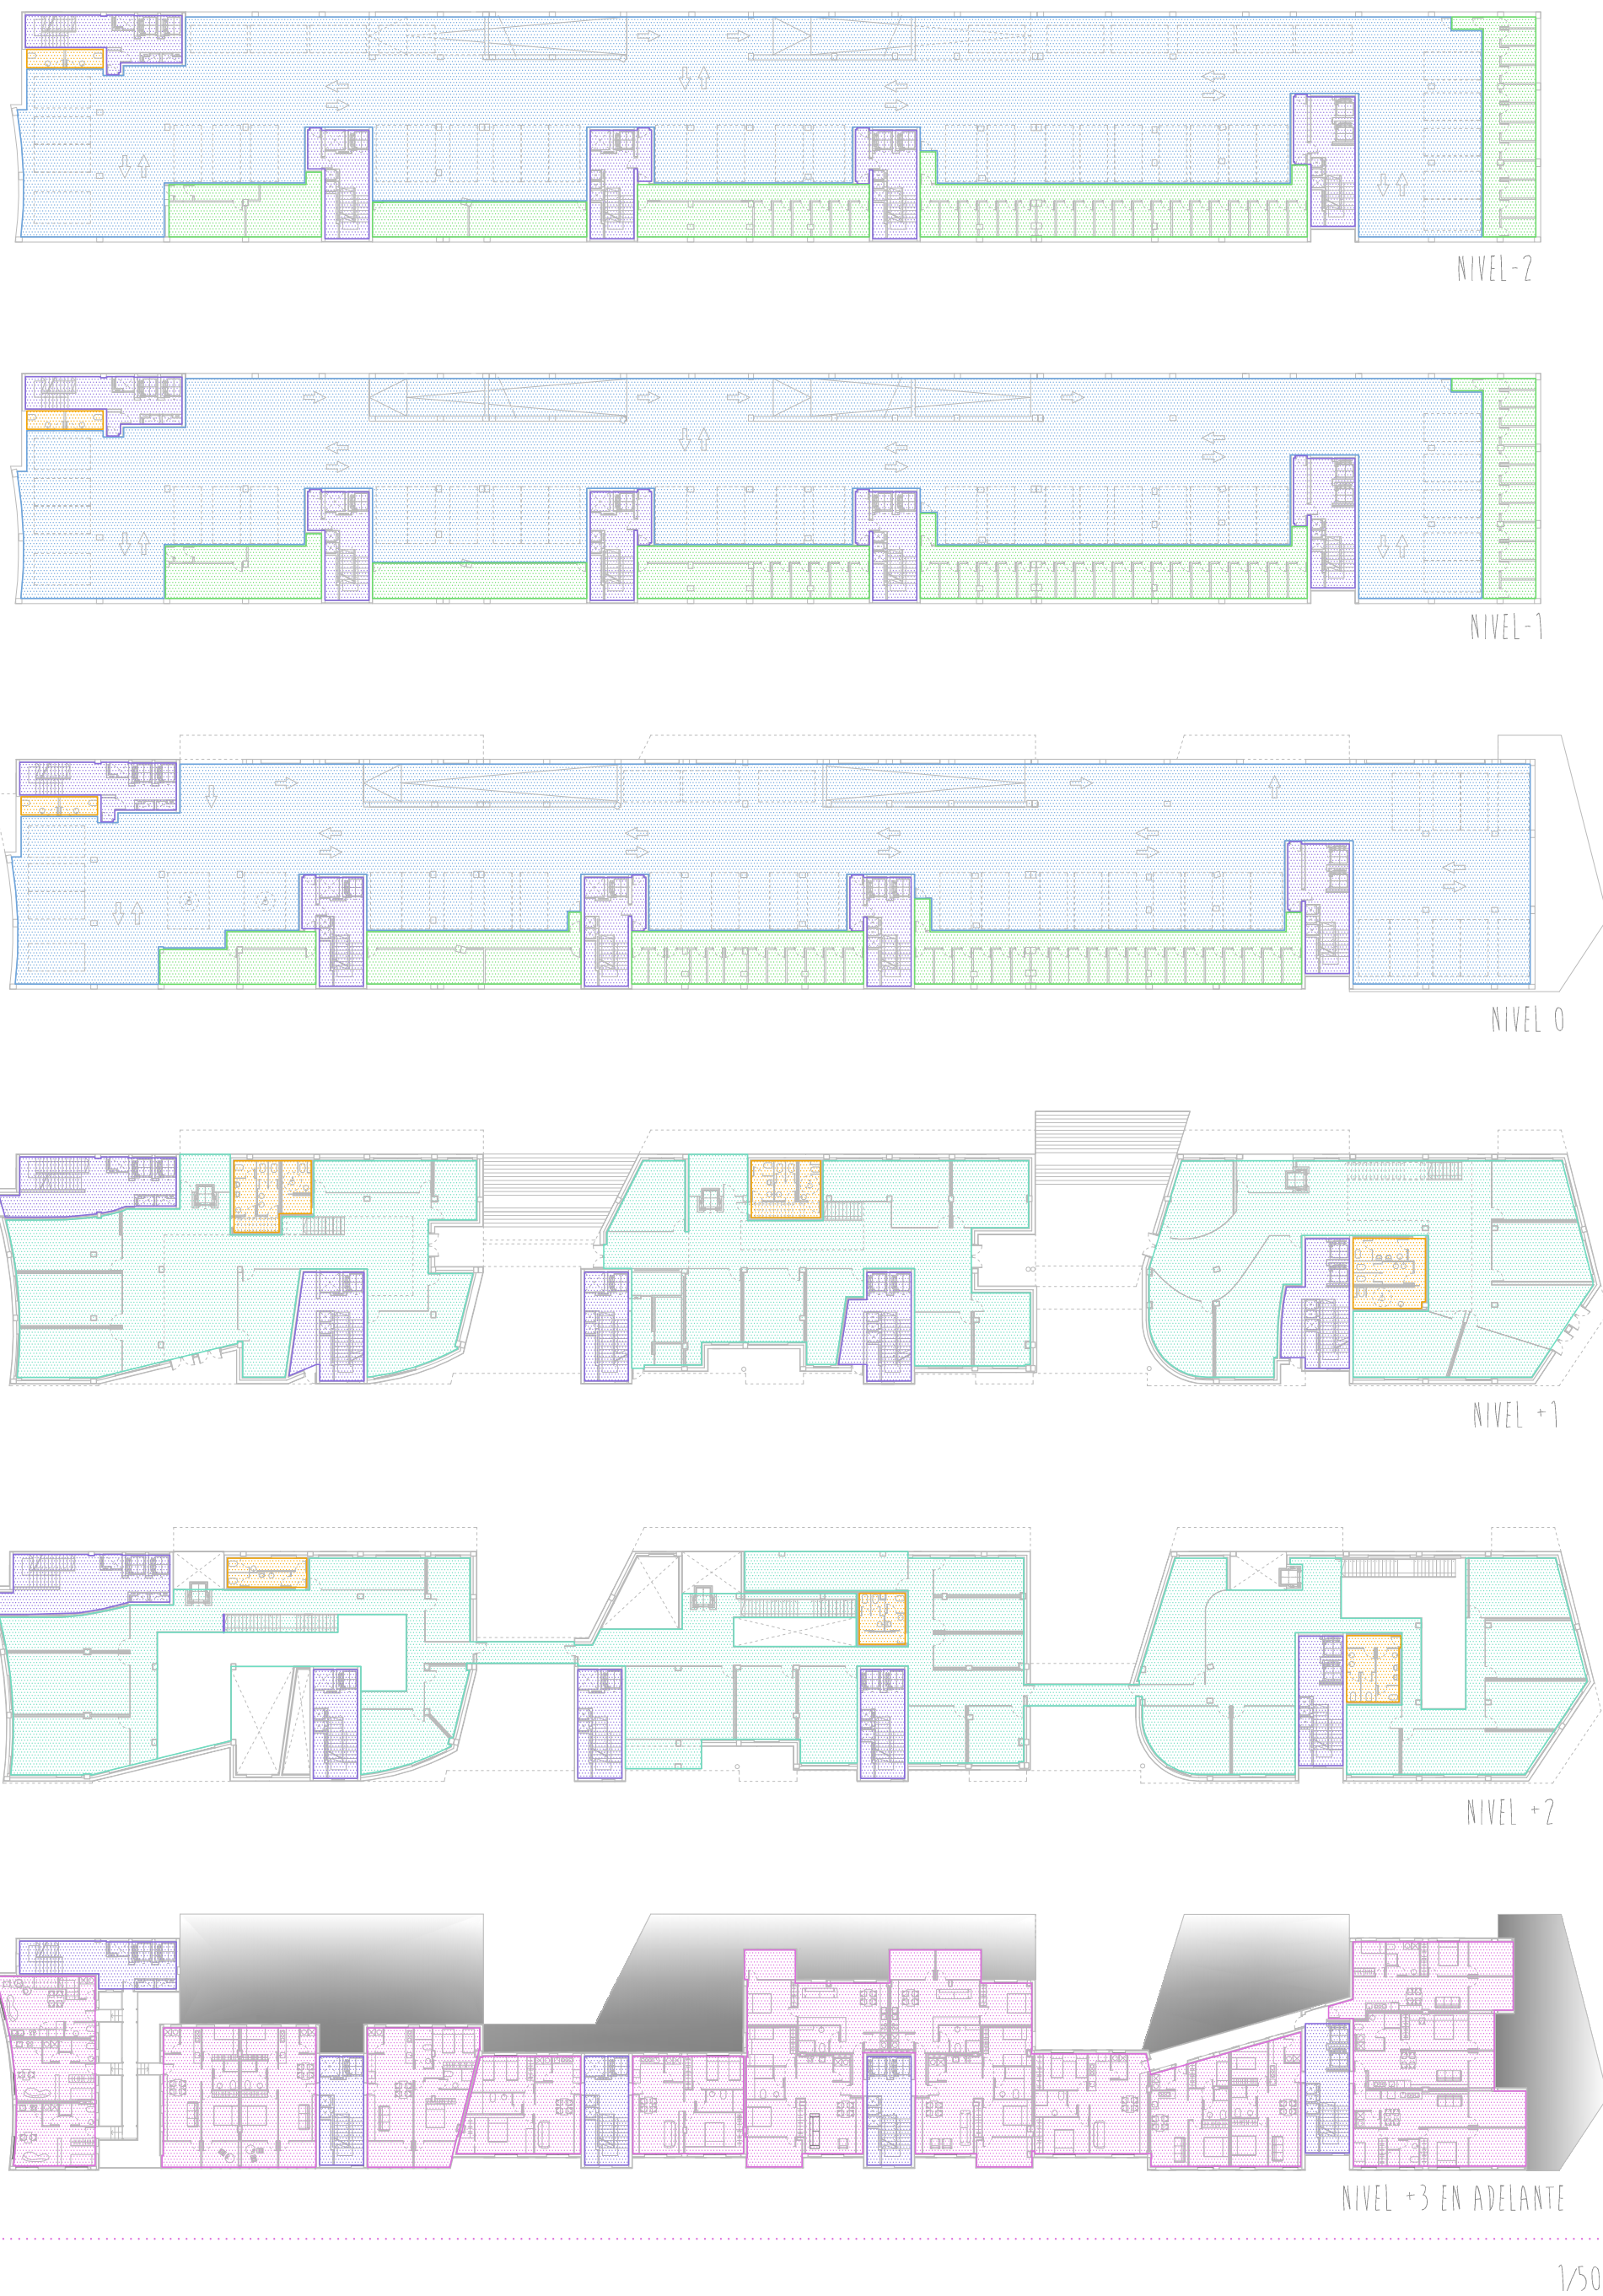 NIVEL-2
NIVEL-1
NIVEL 0
NIVEL +1
NIVEL +2
NIVEL +3 EN ADELANTE
1/50